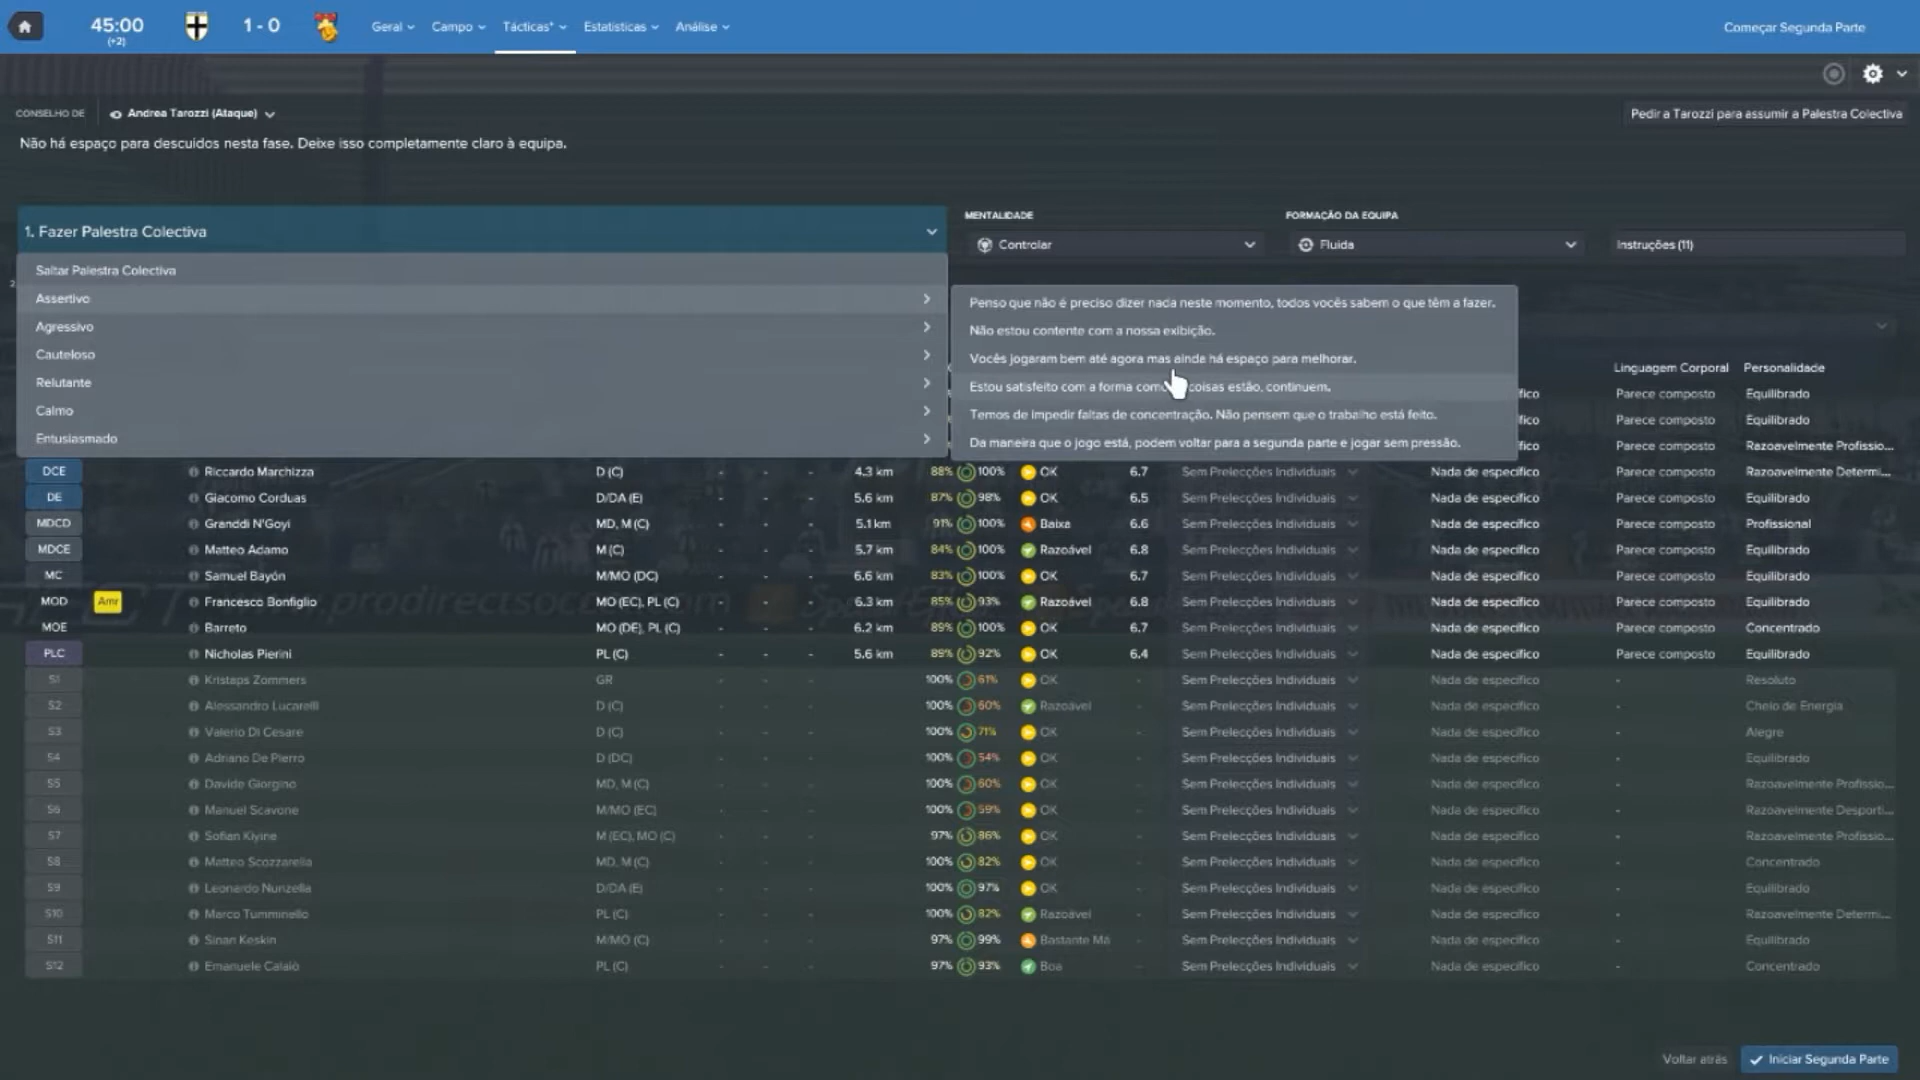 45:00
(+2)
1 - 0
Geral
Campo
Tácticas*
Estatísticas
Análise
Começar Segunda Parte
CONSELHO DE
Andrea Tarozzi (Ataque)
Pedir a Tarozzi para assumir a Palestra Colectiva
Não há espaço para descuidos nesta fase. Deixe isso completamente claro à equipa.
1. Fazer Palestra Colectiva
MENTALIDADE
Controlar
FORMAÇÃO DA EQUIPA
Fluida
Instruções (11)
Saltar Palestra Colectiva
Assertivo
Agressivo
Cauteloso
Relutante
Calmo
Entusiasmado
Penso que não é preciso dizer nada neste momento, todos vocês sabem o que têm a fazer.
Não estou contente com a nossa exibição.
Vocês jogaram bem até agora mas ainda há espaço para melhorar.
Estou satisfeito com a forma como coisas estão, continuem.
Temos de impedir faltas de concentração. Não pensem que o trabalho está feito.
Da maneira que o jogo está, podem voltar para a segunda parte e jogar sem pressão.
Linguagem Corporal Personalidade
fico Parece composto Equilibrado
Parece composto Equilibrado
Parece composto Razoavelmente Profissio...
DCE Riccardo Marchizza D (C) - - - 4.3 km 88% 100% OK 6.7 Sem Prelecções Individuais Nada de específico Parece composto Razoavelmente Determi...
DE Giacomo Corduas D/DA (E) - - - 5.6 km 87% 98% OK 6.5 Sem Prelecções Individuais Nada de específico Parece composto Equilibrado
MDCD Granddi N'Goyi MD, M (C) - - - 5.1 km 91% 100% Baixa 6.6 Sem Prelecções Individuais Nada de específico Parece composto Profissional
MDCE Matteo Adamo M (C) - - - 5.7 km 84% 100% Razoável 6.8 Sem Prelecções Individuais Nada de específico Parece composto Equilibrado
MC Samuel Bayón M/MO (DC) - - - 6.6 km 83% 100% OK 6.7 Sem Prelecções Individuais Nada de específico Parece composto Equilibrado
MOD Amr Francesco Bonfiglio MO (EC), PL (C) - - - 6.3 km 85% 93% Razoável 6.8 Sem Prelecções Individuais Nada de específico Parece composto Equilibrado
MOE Barreto MO (DE), PL (C) - - - 6.2 km 89% 100% OK 6.7 Sem Prelecções Individuais Nada de específico Parece composto Concentrado
PLC Nicholas Pierini PL (C) - - - 5.6 km 89% 92% OK 6.4 Sem Prelecções Individuais Nada de específico Parece composto Equilibrado
S1 Kristaps Zommers GR - - - 100% 61% OK - Sem Prelecções Individuais Nada de específico - Resoluto
S2 Alessandro Lucarelli D (C) - - - 100% 60% Razoável - Sem Prelecções Individuais Nada de específico - Cheio de Energia
S3 Valerio Di Cesare D (C) - - - 100% 71% OK - Sem Prelecções Individuais Nada de específico - Alegre
S4 Adriano De Pierro D (DC) - - - 100% 54% OK - Sem Prelecções Individuais Nada de específico - Equilibrado
S5 Davide Giorgino MD, M (C) - - - 100% 60% OK - Sem Prelecções Individuais Nada de específico - Razoavelmente Profissio...
S6 Manuel Scavone M/MO (EC) - - - 100% 59% OK - Sem Prelecções Individuais Nada de específico - Razoavelmente Desporti...
S7 Sofian Kiyine M (EC), MO (C) - - - 97% 86% OK - Sem Prelecções Individuais Nada de específico - Razoavelmente Profissio...
S8 Matteo Scozzarella MD, M (C) - - - 100% 82% OK - Sem Prelecções Individuais Nada de específico - Concentrado
S9 Leonardo Nunzella D/DA (E) - - - 100% 97% OK - Sem Prelecções Individuais Nada de específico - Equilibrado
S10 Marco Tumminello PL (C) - - - 100% 82% Razoável - Sem Prelecções Individuais Nada de específico - Razoavelmente Determi...
S11 Sinan Keskin M/MO (C) - - - 97% 99% Bastante Má - Sem Prelecções Individuais Nada de específico - Equilibrado
S12 Emanuele Calaiò PL (C) - - - 97% 93% Boa - Sem Prelecções Individuais Nada de específico - Concentrado
Voltar atrás
Iniciar Segunda Parte